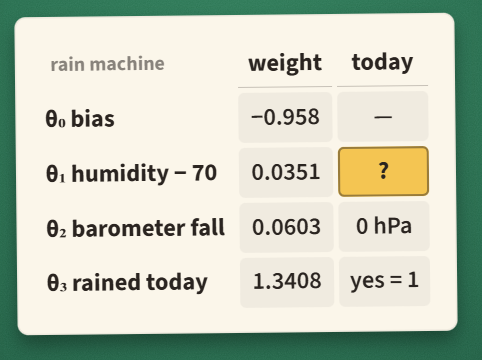 rain machine weight today
θ₀ bias −0.958 —
θ₁ humidity − 70 0.0351 ?
θ₂ barometer fall 0.0603 0 hPa
θ₃ rained today 1.3408 yes = 1